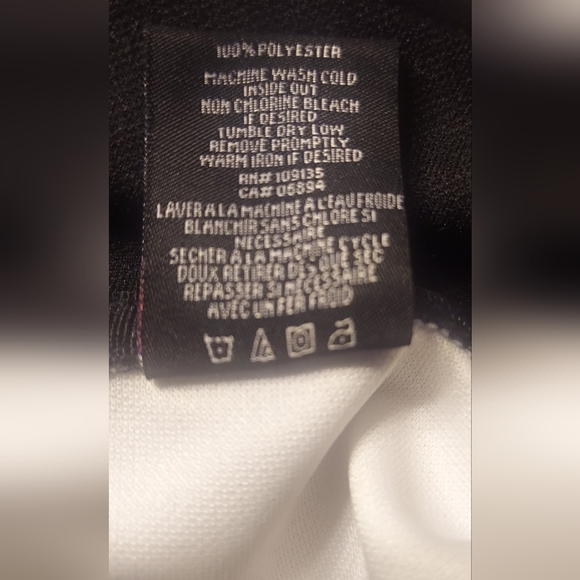 100% POLYESTER
MACHINE WASH COLD
INSIDE OUT
NON CHLORINE BLEACH
IF DESIRED
TUMBLE DRY LOW
REMOVE PROMPTLY
WARM IRON IF DESIRED
RN# 109135
CA# 06894
LAVER A LA MACHINE A L'EAU FROIDE
BLANCHIR SANS CHLORE SI
NECESSAIRE
SECHER A LA MACHINE CYCLE
DOUX RETIRER DES QUE SEC
REPASSER SI NECESSAIRE
AVEC UN FER FROID